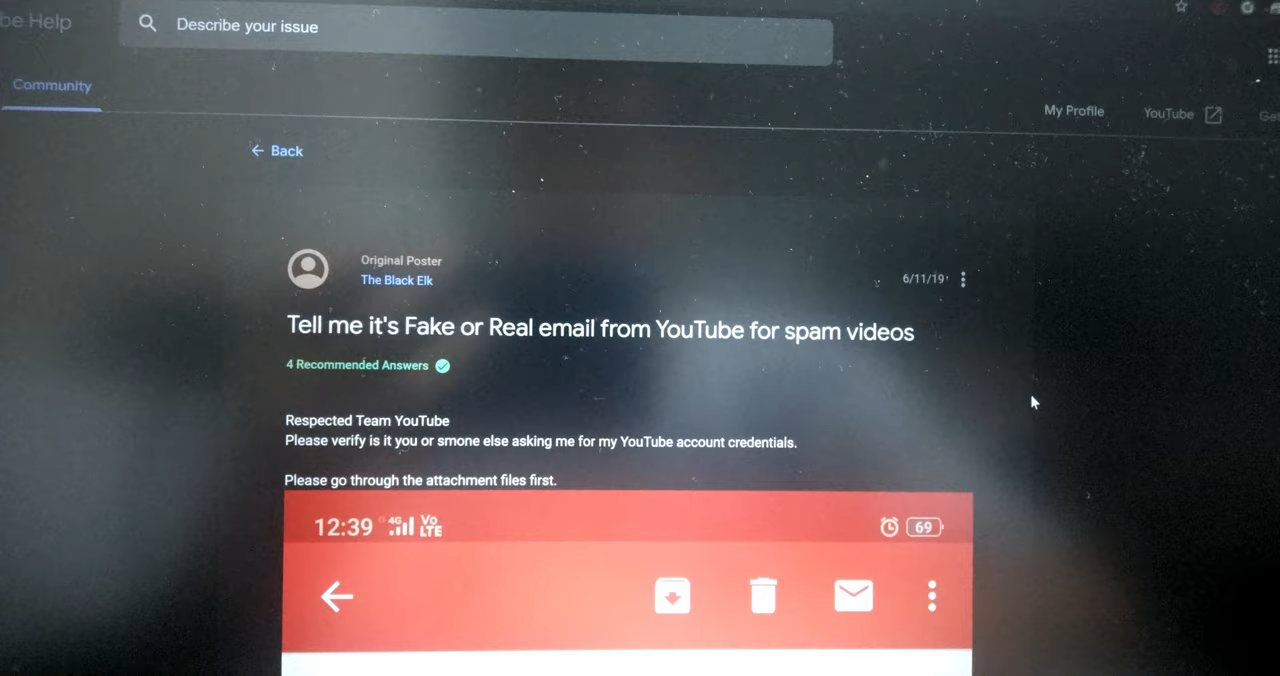 be Help
Describe your issue
Community
My Profile
YouTube
Back
Original Poster
The Black Elk
6/11/19
Tell me it's Fake or Real email from YouTube for spam videos
4 Recommended Answers
Respected Team YouTube
Please verify is it you or smone else asking me for my YouTube account credentials.
Please go through the attachment files first.
12:39 4G Vo LTE 69